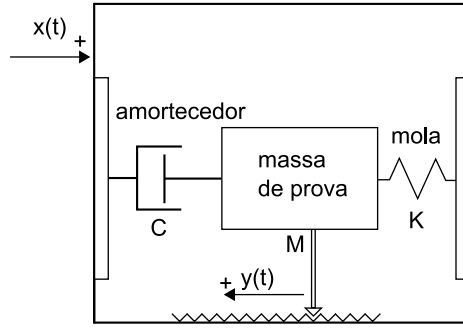 x(t) +
amortecedor
mola
massa
de prova
C
K
M
+ y(t)